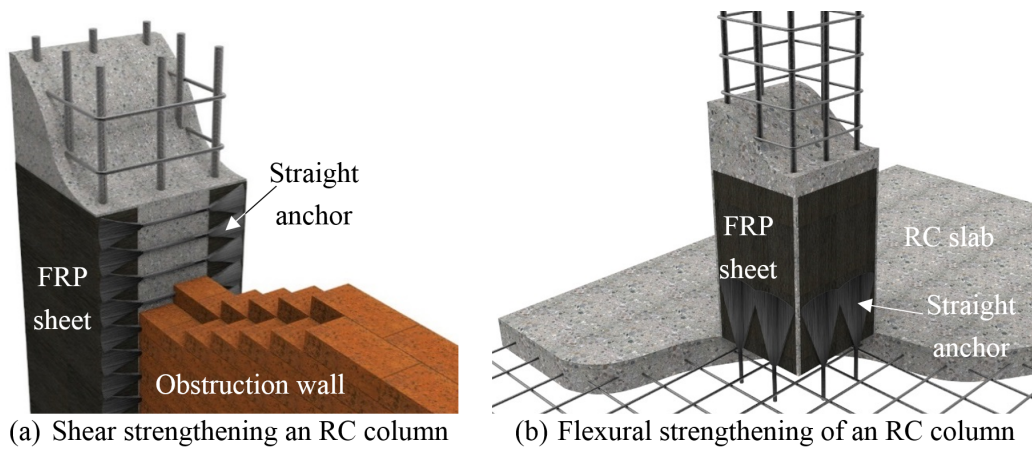 Straight
anchor
FRP
sheet
Obstruction wall
(a) Shear strengthening an RC column
FRP
sheet
RC slab
Straight
anchor
(b) Flexural strengthening of an RC column